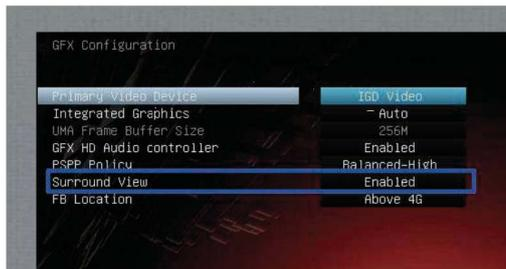 GFX Configuration
Primary Video Device IGD Video
Integrated Graphics Auto
UMA Frame Buffer Size 256M
GFX HD Audio controller Enabled
PSPP Policy Balanced-High
Surround View Enabled
FB Location Above 4G